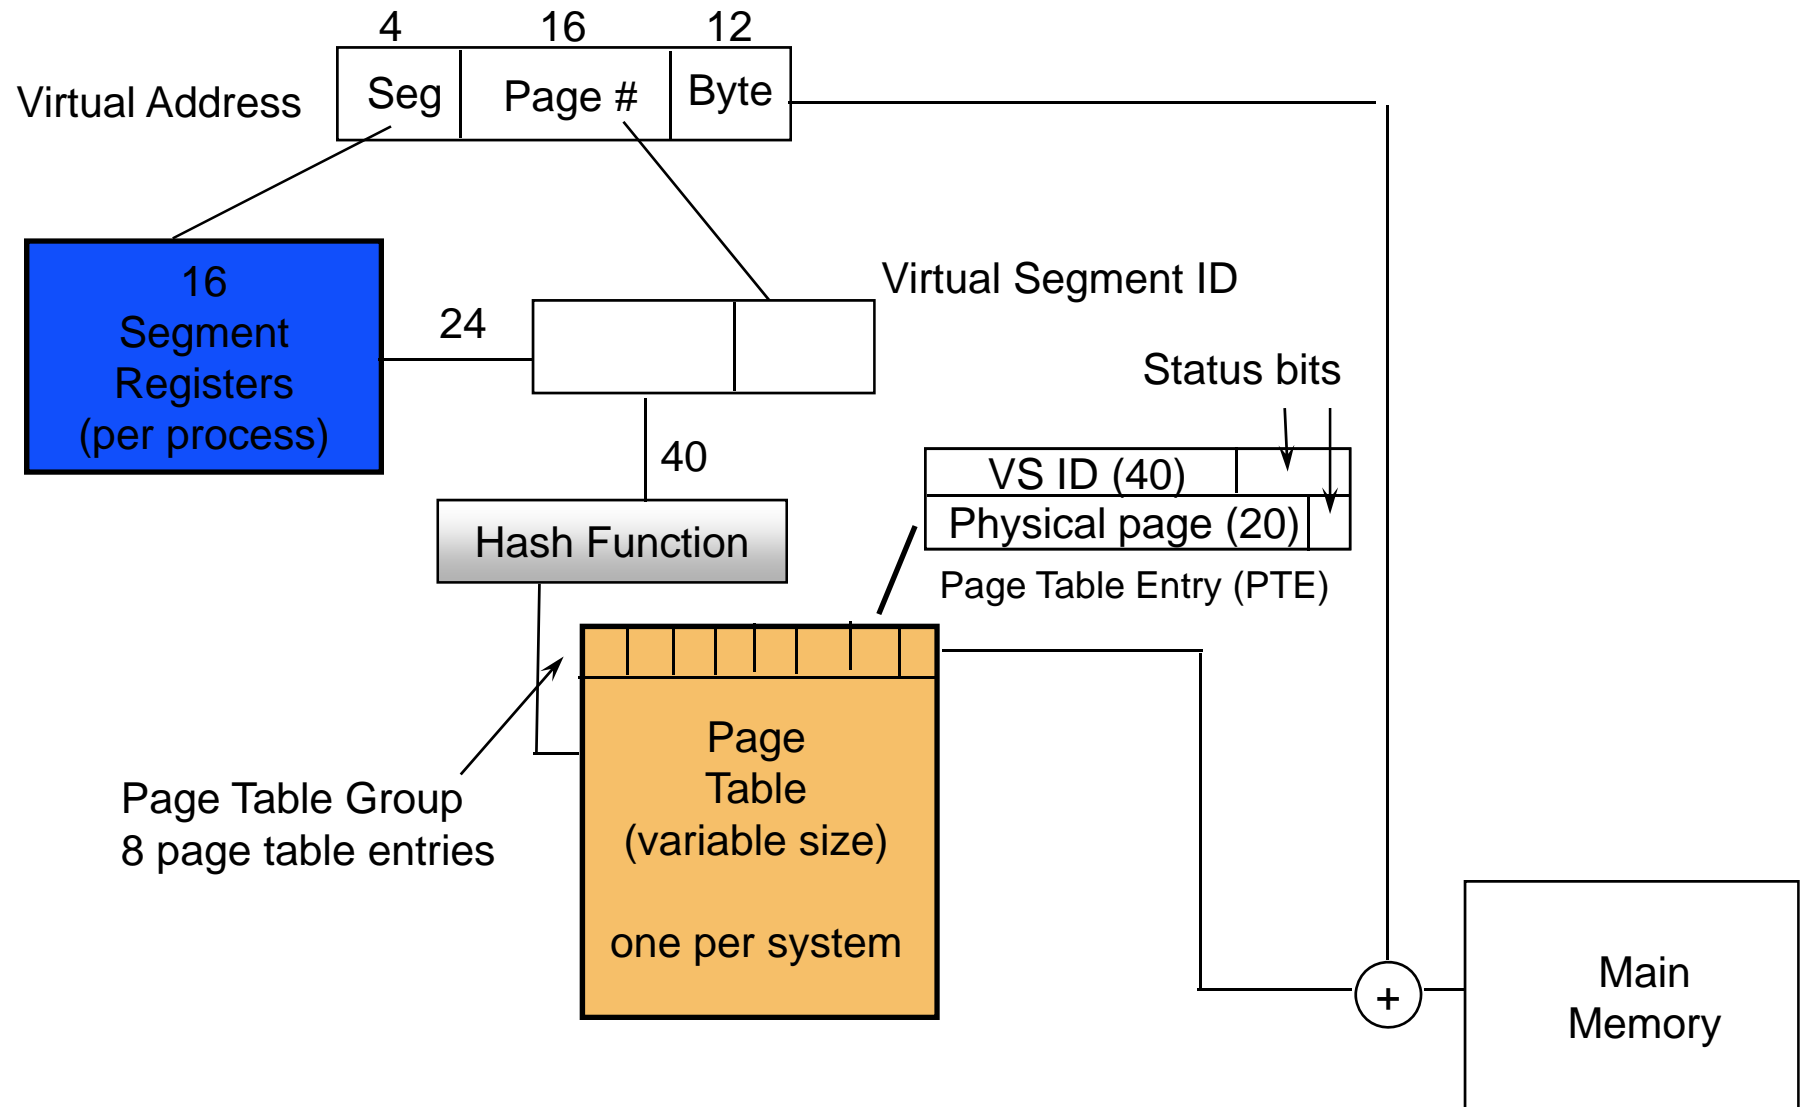 4 16 12
Virtual Address Seg Page # Byte
16
Segment
Registers
(per process)
24
Virtual Segment ID
40
Hash Function
Status bits
VS ID (40)
Physical page (20)
Page Table Entry (PTE)
Page Table Group
8 page table entries
Page
Table
(variable size)
one per system
+
Main
Memory